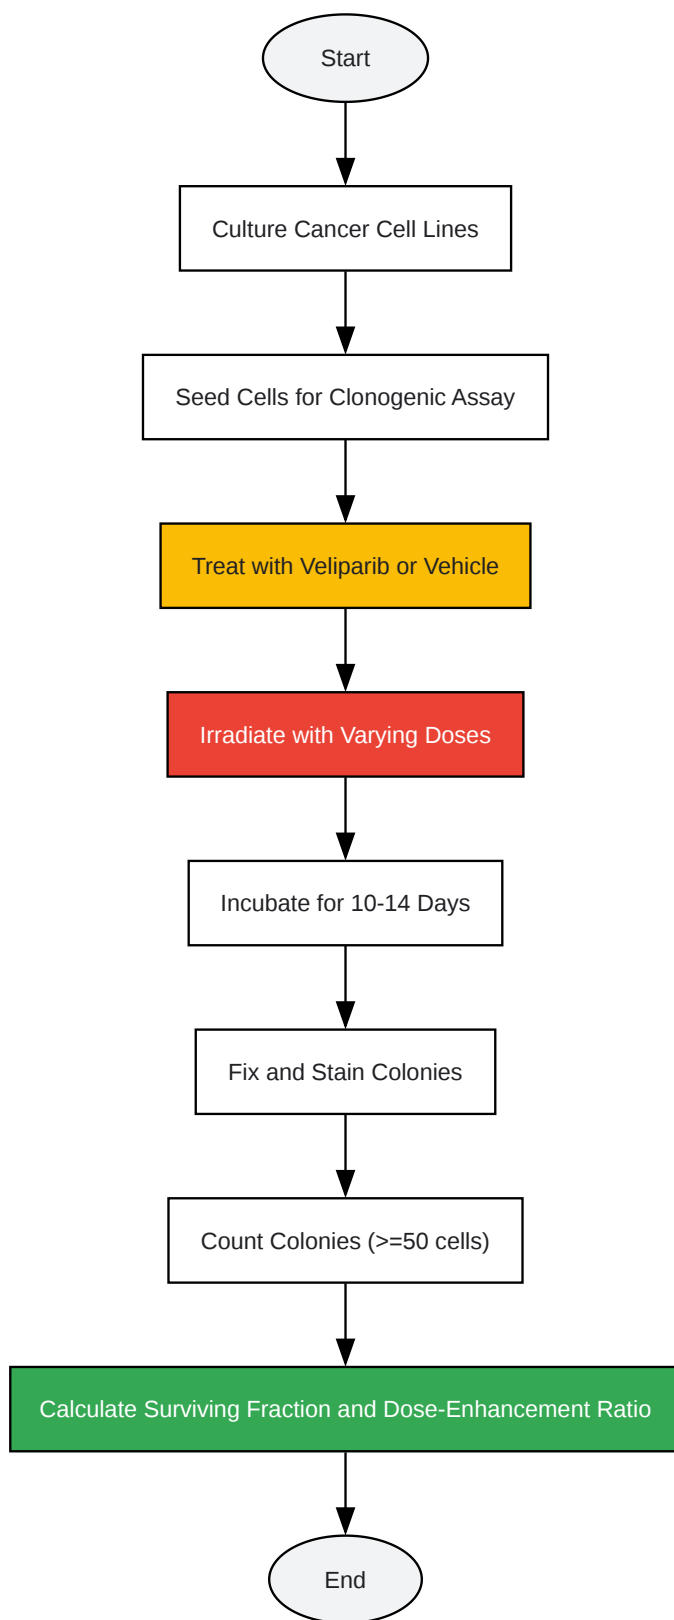 Start
Culture Cancer Cell Lines
Seed Cells for Clonogenic Assay
Treat with Veliparib or Vehicle
Irradiate with Varying Doses
Incubate for 10-14 Days
Fix and Stain Colonies
Count Colonies (>=50 cells)
Calculate Surviving Fraction and Dose-Enhancement Ratio
End